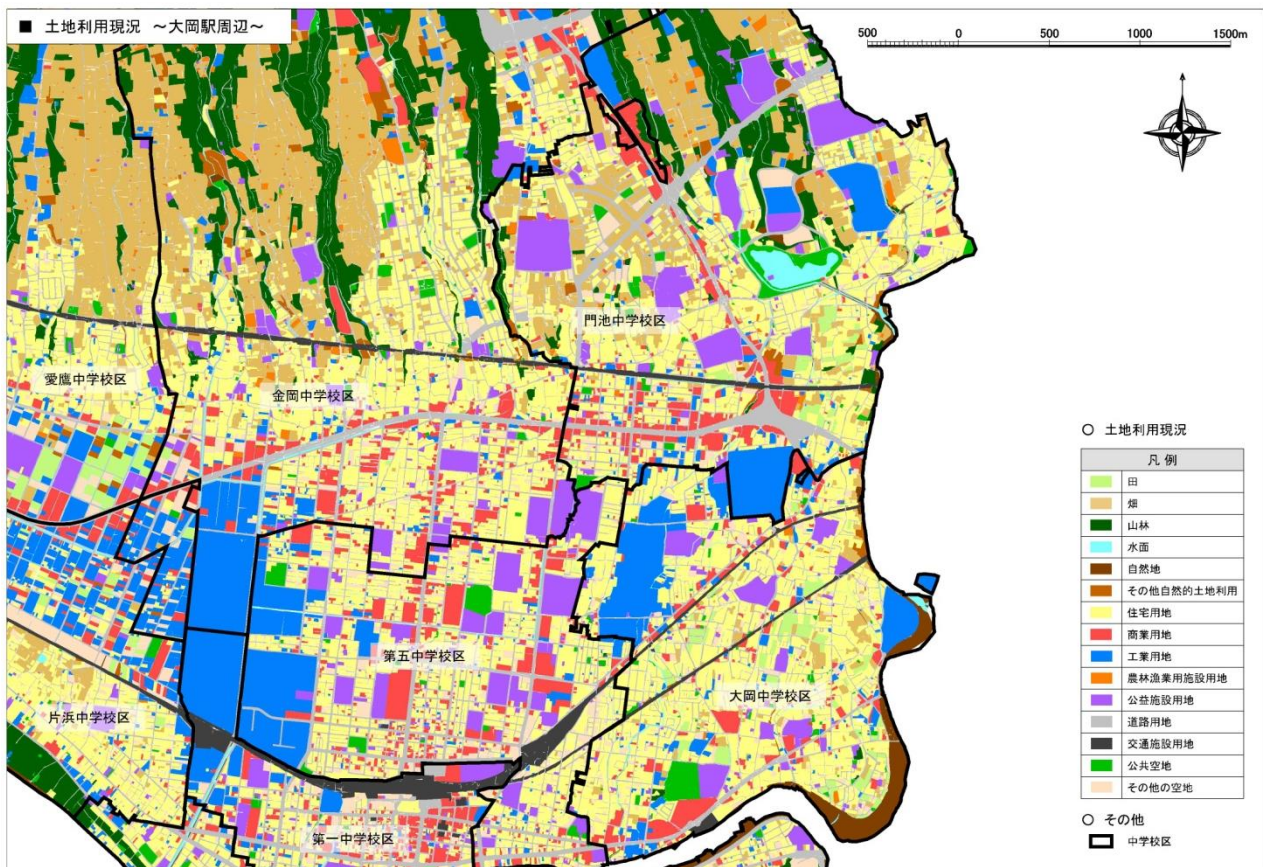 ■ 土地利用現況 ～大岡駅周辺～
500 0 500 1000 1500m
門池中学校区
愛鷹中学校区
金岡中学校区
第五中学校区
大岡中学校区
片浜中学校区
第一中学校区
○ 土地利用現況
凡例
田
畑
山林
水面
自然地
その他自然的土地利用
住宅用地
商業用地
工業用地
農林漁業用施設用地
公益施設用地
道路用地
交通施設用地
公共空地
その他の空地
○ その他
中学校区